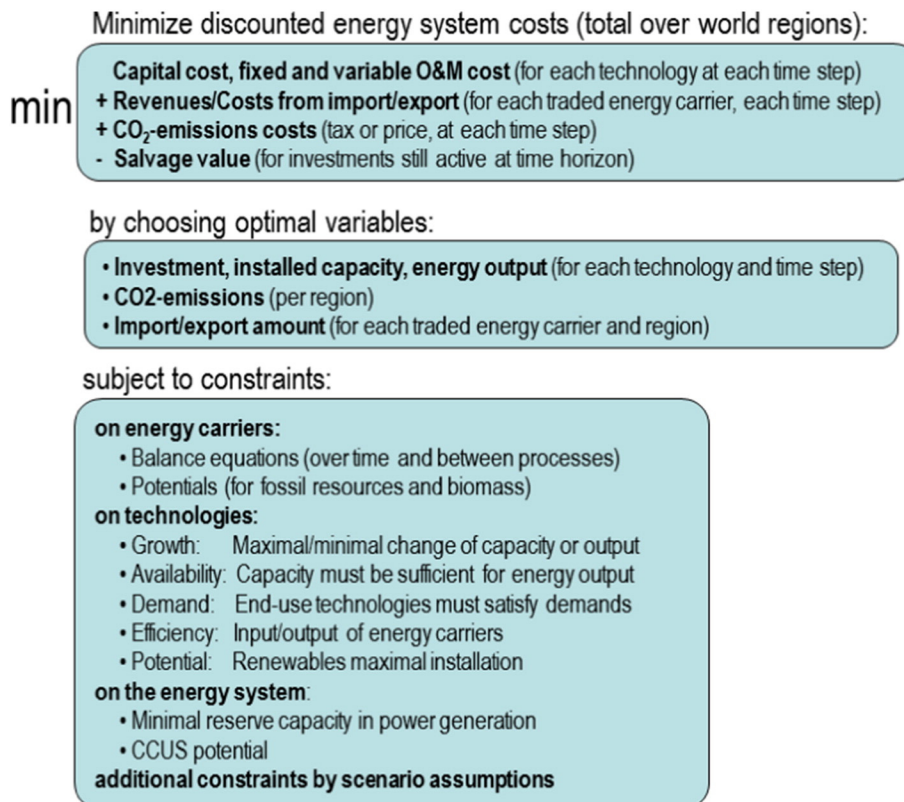 Minimize discounted energy system costs (total over world regions):
min
Capital cost, fixed and variable O&M cost (for each technology at each time step)
+ Revenues/Costs from import/export (for each traded energy carrier, each time step)
+ CO₂-emissions costs (tax or price, at each time step)
- Salvage value (for investments still active at time horizon)
by choosing optimal variables:
• Investment, installed capacity, energy output (for each technology and time step)
• CO2-emissions (per region)
• Import/export amount (for each traded energy carrier and region)
subject to constraints:
on energy carriers:
• Balance equations (over time and between processes)
• Potentials (for fossil resources and biomass)
on technologies:
• Growth: Maximal/minimal change of capacity or output
• Availability: Capacity must be sufficient for energy output
• Demand: End-use technologies must satisfy demands
• Efficiency: Input/output of energy carriers
• Potential: Renewables maximal installation
on the energy system:
• Minimal reserve capacity in power generation
• CCUS potential
additional constraints by scenario assumptions